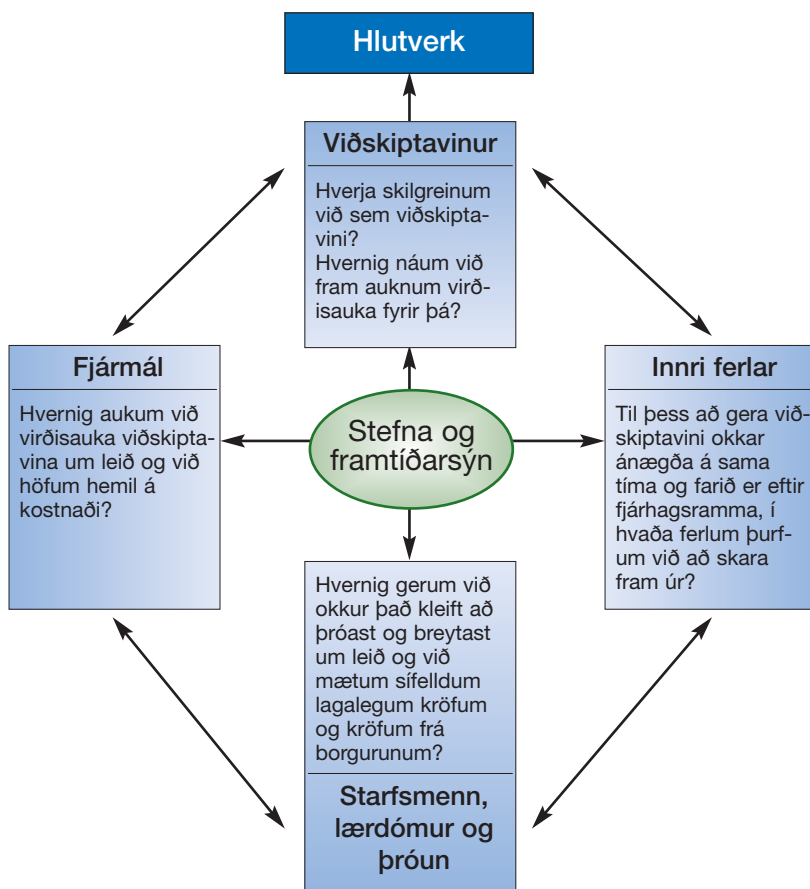 Hlutverk
Viðskiptavinur
Hverja skilgreinum
við sem viðskipta-
vini?
Hvernig náum við
fram auknum virð-
isauka fyrir þá?
Fjármál
Hvernig aukum við
virðisauka viðskipta-
vina um leið og við
höfum hemil á
kostnaði?
Stefna og
framtíðarsýn
Innri ferlar
Til þess að gera við-
skiptavini okkar
ánægða á sama
tíma og farið er eftir
fjárhagsramma, í
hvaða ferlum þurf-
um við að skara
fram úr?
Hvernig gerum við
okkur það kleift að
þróast og breytast
um leið og við
mætum sífelldum
lagalegum kröfum
og kröfum frá
borgurunum?
Starfsmenn,
lærdómur og
þróun